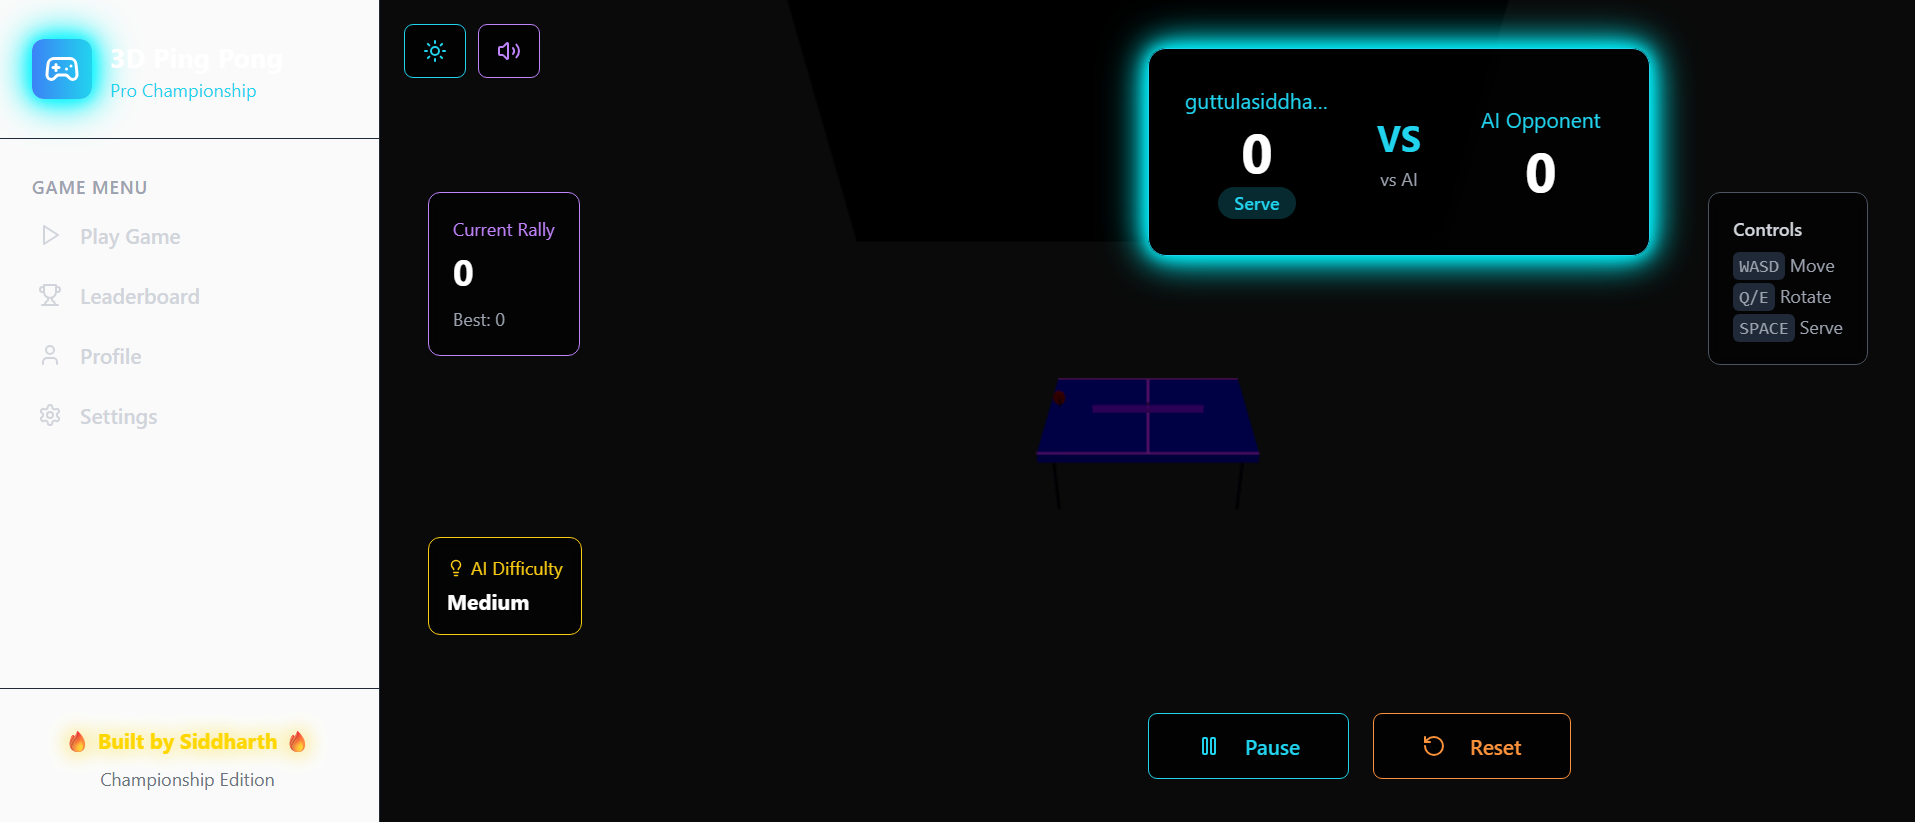 3D Ping Pong
Pro Championship
GAME MENU
Play Game
Leaderboard
Profile
Settings
Built by Siddharth
Championship Edition
Current Rally
0
Best: 0
AI Difficulty
Medium
guttulasiddha...
0
Serve
VS
vs AI
AI Opponent
0
Controls
WASD Move
Q/E Rotate
SPACE Serve
Pause
Reset